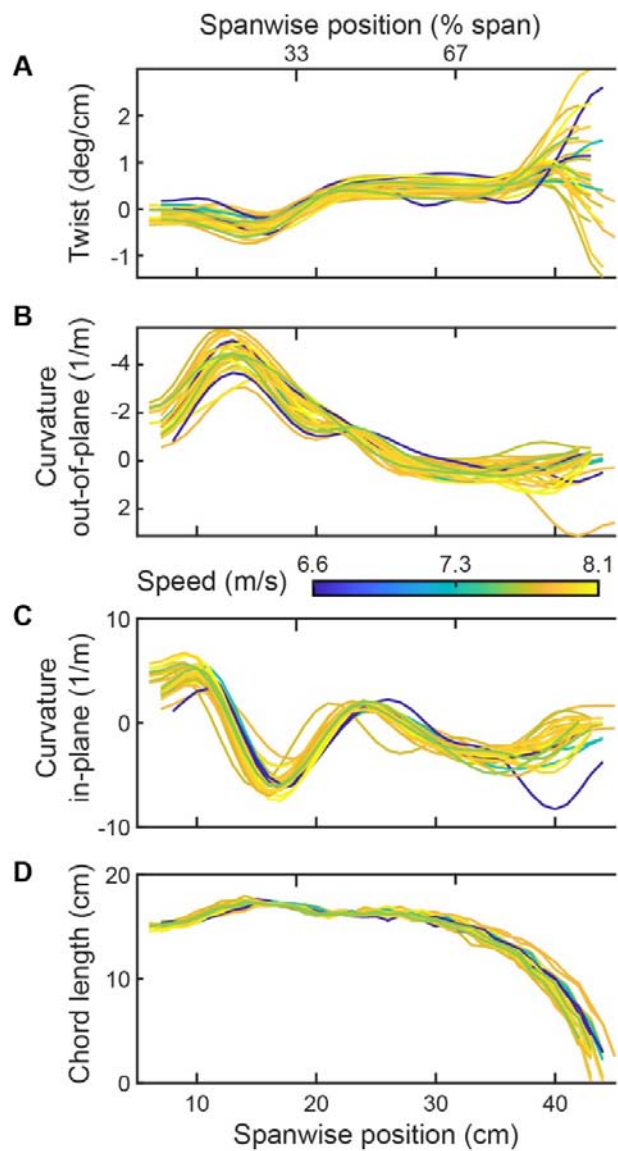 Spanwise position (% span)
33 67
A
Twist (deg/cm)
2
1
0
-1
B
Curvature
out-of-plane (1/m)
-4
-2
0
2
6.6 7.3 8.1
Speed (m/s)
C
Curvature
in-plane (1/m)
10
0
-10
D
Chord length (cm)
20
10
0
10 20 30 40
Spanwise position (cm)